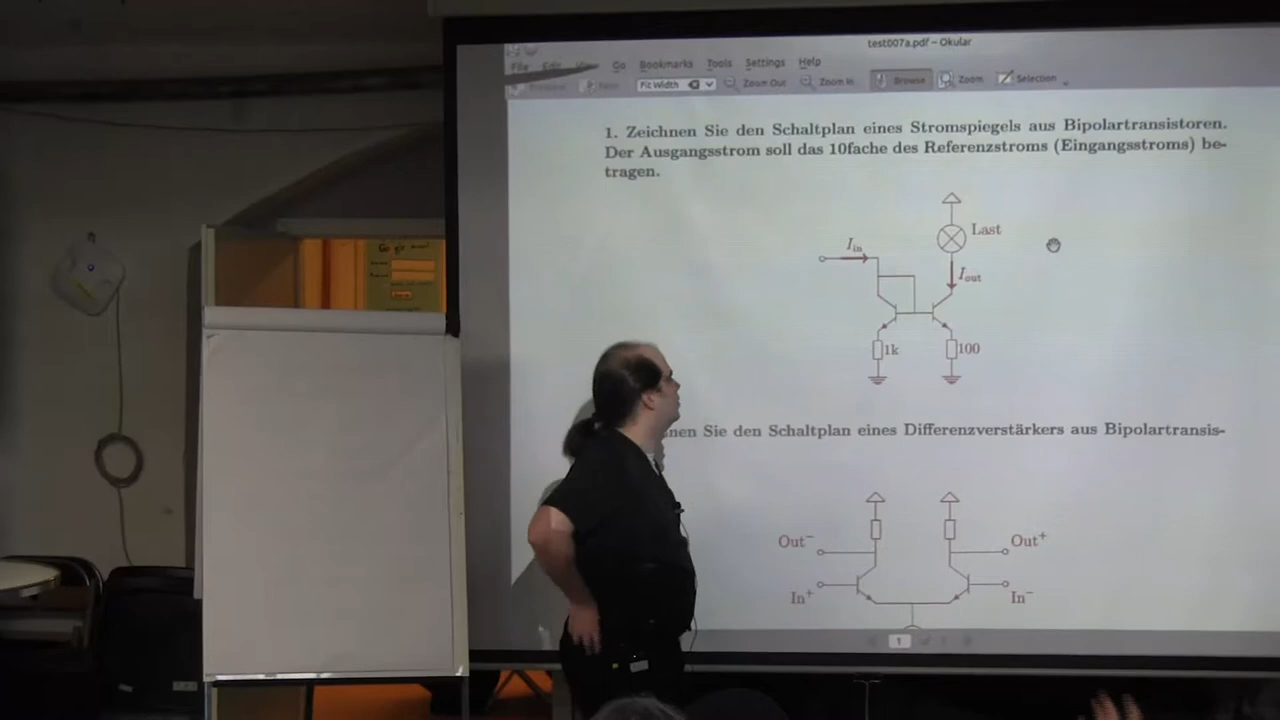 test007a.pdf – Okular
File Edit View Go Bookmarks Tools Settings Help
Fit Width Zoom Out Zoom In Browse Zoom Selection
1. Zeichnen Sie den Schaltplan eines Stromspiegels aus Bipolartransistoren.
Der Ausgangsstrom soll das 10fache des Referenzstroms (Eingangsstroms) be-
tragen.
Last
Iin
Iout
1k
100
nen Sie den Schaltplan eines Differenzverstärkers aus Bipolartransis-
Out⁻
Out⁺
In⁺
In⁻
1